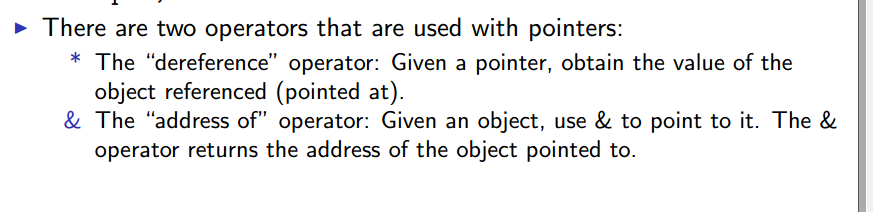 ▶ There are two operators that are used with pointers:
* The “dereference” operator: Given a pointer, obtain the value of the
object referenced (pointed at).
& The “address of” operator: Given an object, use & to point to it. The &
operator returns the address of the object pointed to.